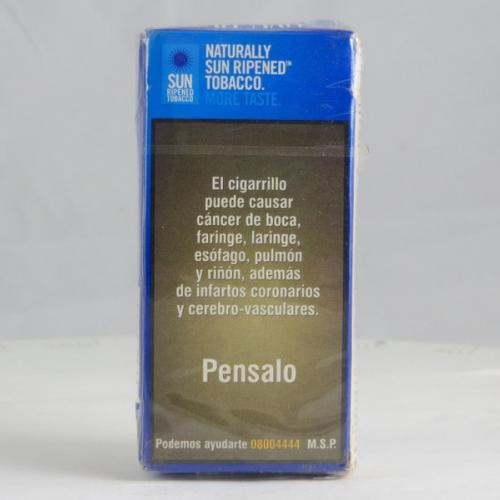 NATURALLY
SUN RIPENED™
TOBACCO.
MORE TASTE.
SUN
RIPENED
TOBACCO
El cigarrillo
puede causar
cáncer de boca,
faringe, laringe,
esófago, pulmón
y riñón, además
de infartos coronarios
y cerebro-vasculares.
Pensalo
Podemos ayudarte 08004444 M.S.P.